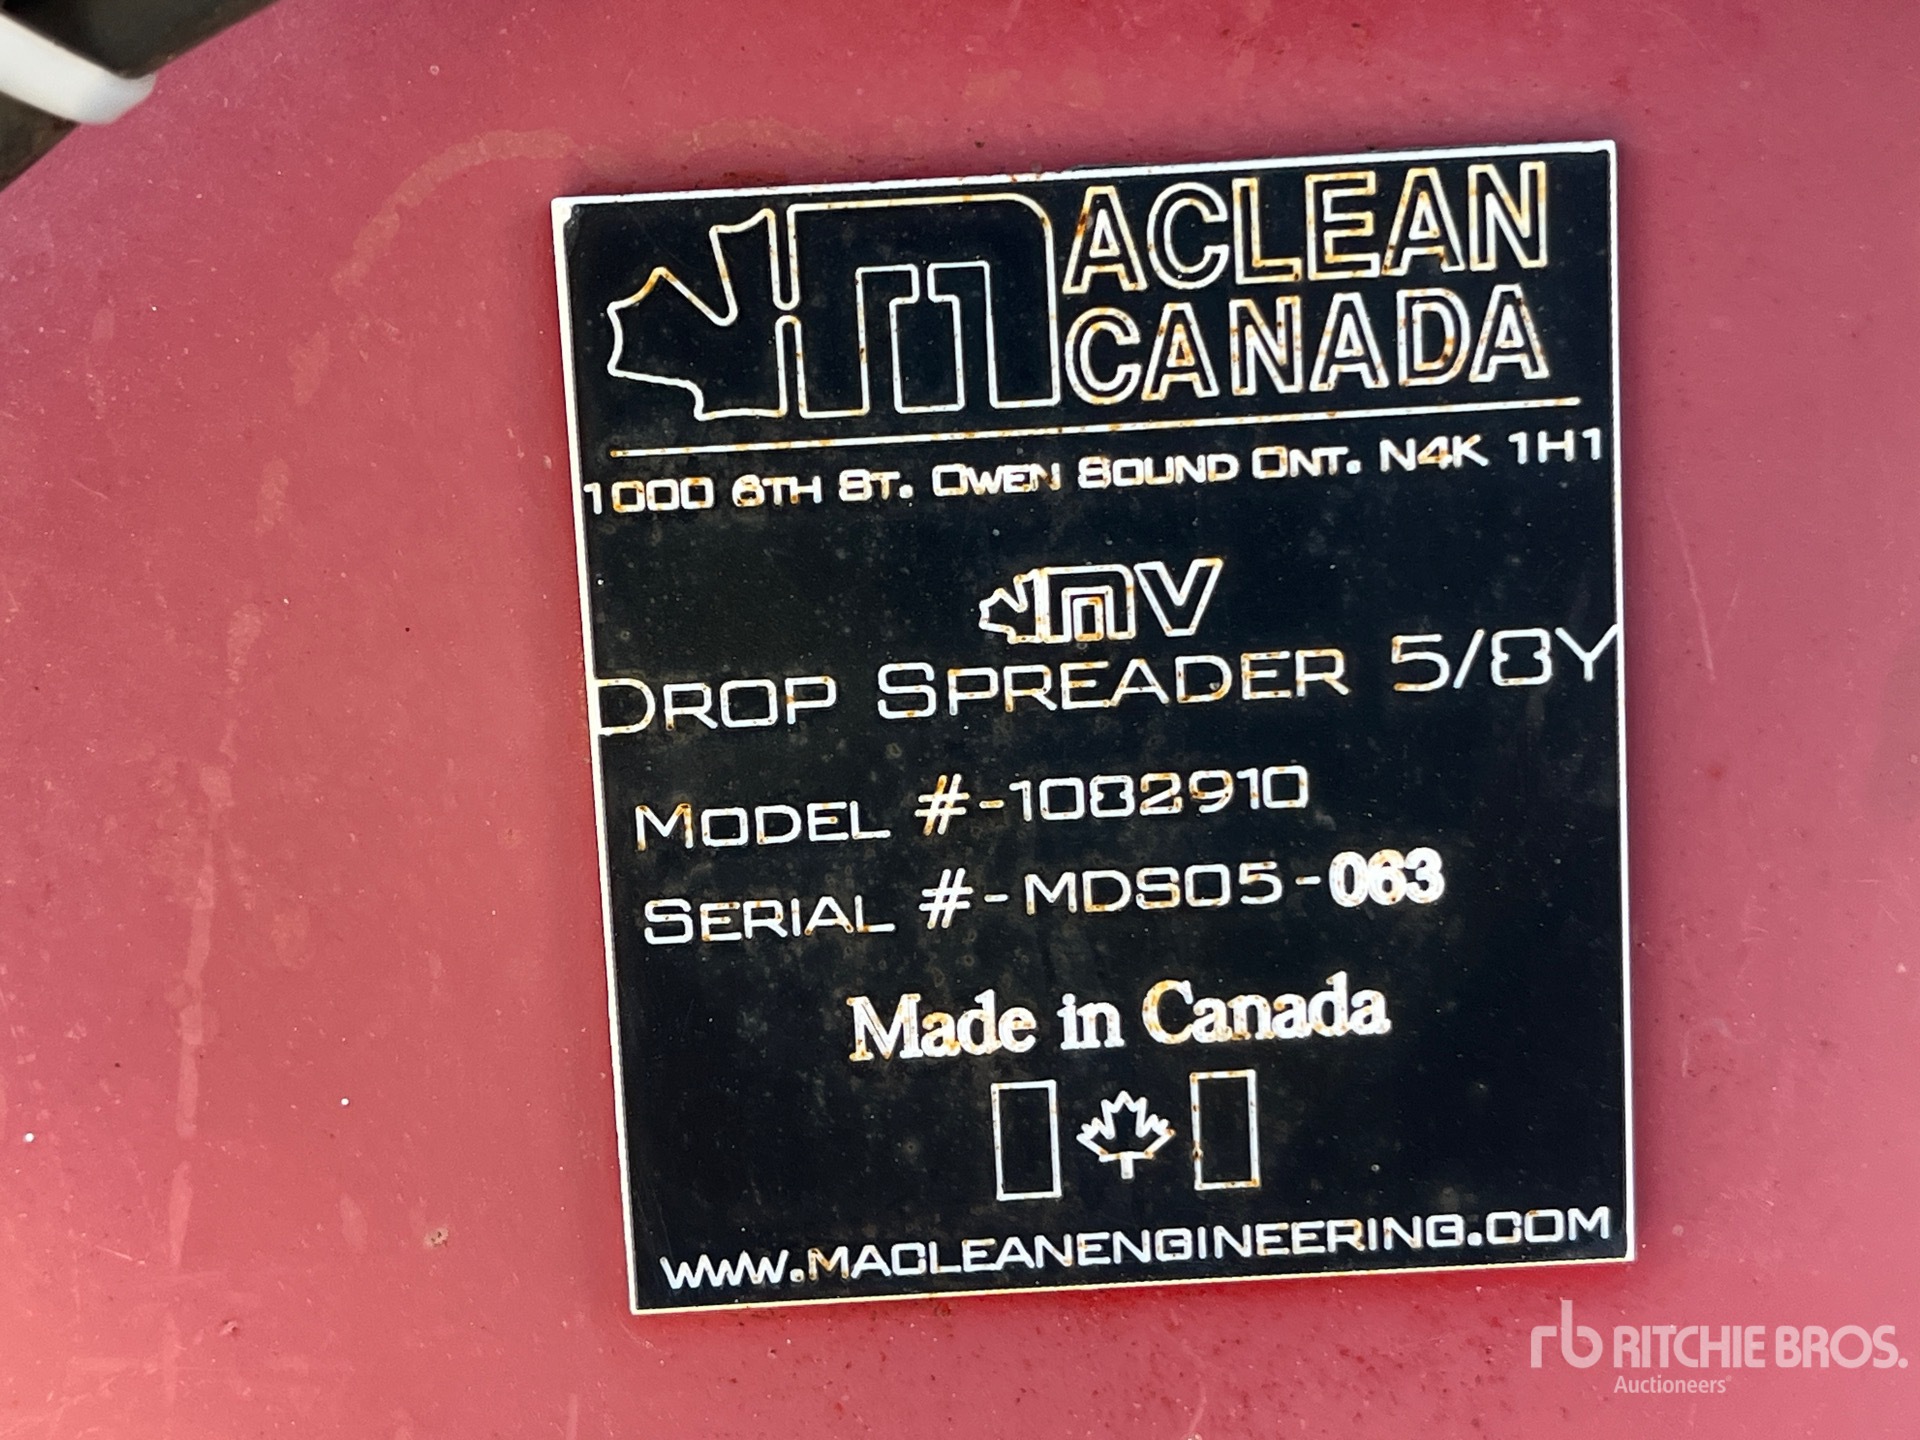 MACLEAN
CANADA
1000 6TH ST. OWEN SOUND ONT. N4K 1H1
MV
DROP SPREADER 5/8Y
MODEL #-1082910
SERIAL #-MDS05-063
Made in Canada
WWW.MACLEANENGINEERING.COM
rb RITCHIE BROS.
Auctioneers